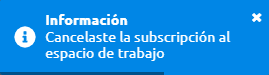 Información
Cancelaste la subscripción al
espacio de trabajo